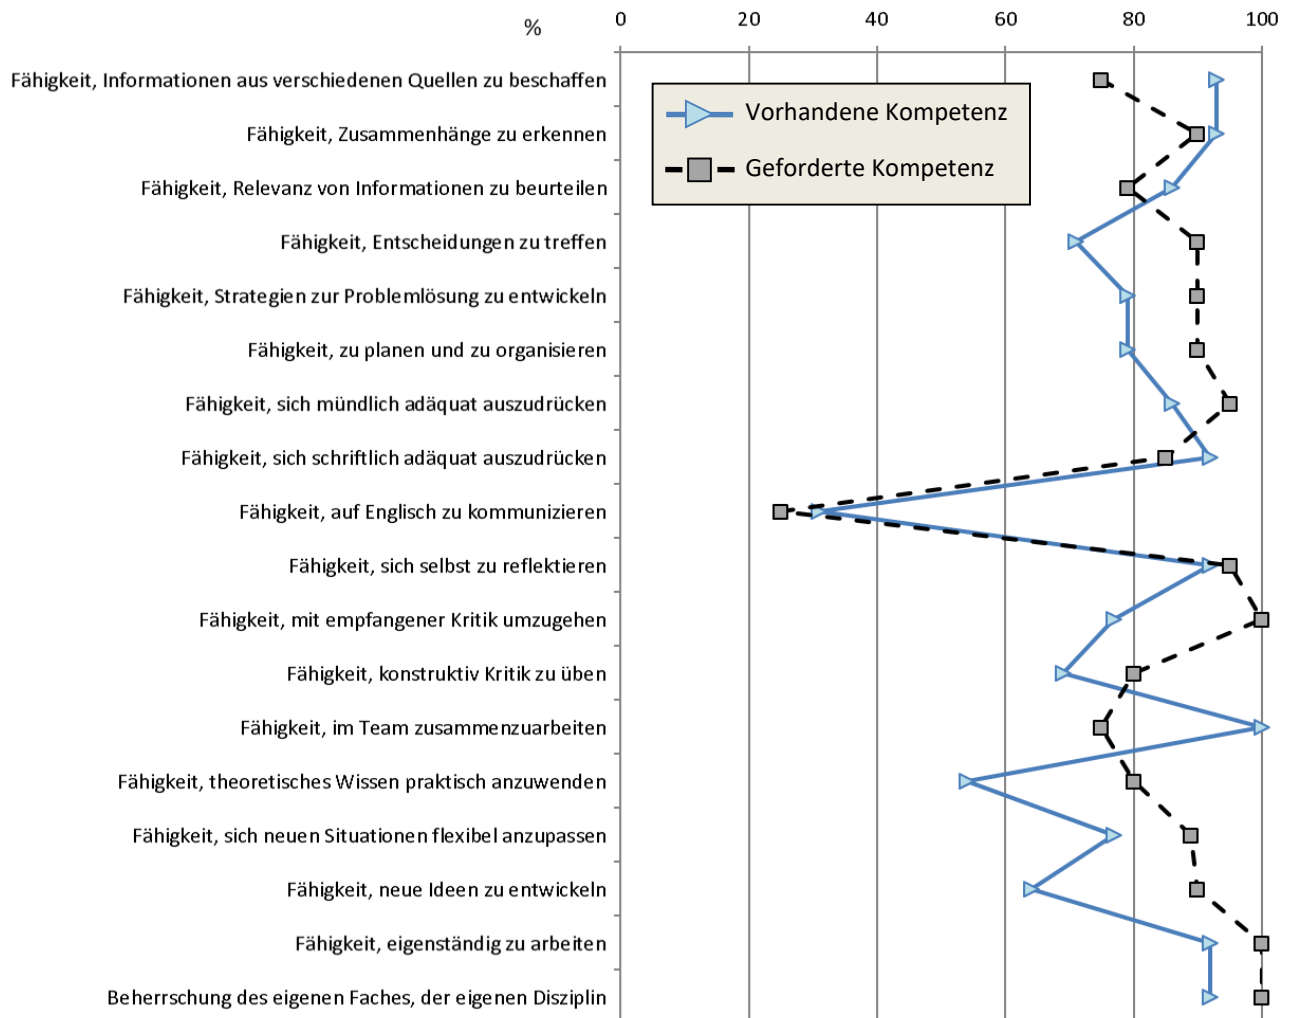 % 0 20 40 60 80 100
Fähigkeit, Informationen aus verschiedenen Quellen zu beschaffen
Vorhandene Kompetenz
Fähigkeit, Zusammenhänge zu erkennen
Geforderte Kompetenz
Fähigkeit, Relevanz von Informationen zu beurteilen
Fähigkeit, Entscheidungen zu treffen
Fähigkeit, Strategien zur Problemlösung zu entwickeln
Fähigkeit, zu planen und zu organisieren
Fähigkeit, sich mündlich adäquat auszudrücken
Fähigkeit, sich schriftlich adäquat auszudrücken
Fähigkeit, auf Englisch zu kommunizieren
Fähigkeit, sich selbst zu reflektieren
Fähigkeit, mit empfangener Kritik umzugehen
Fähigkeit, konstruktiv Kritik zu üben
Fähigkeit, im Team zusammenzuarbeiten
Fähigkeit, theoretisches Wissen praktisch anzuwenden
Fähigkeit, sich neuen Situationen flexibel anzupassen
Fähigkeit, neue Ideen zu entwickeln
Fähigkeit, eigenständig zu arbeiten
Beherrschung des eigenen Faches, der eigenen Disziplin